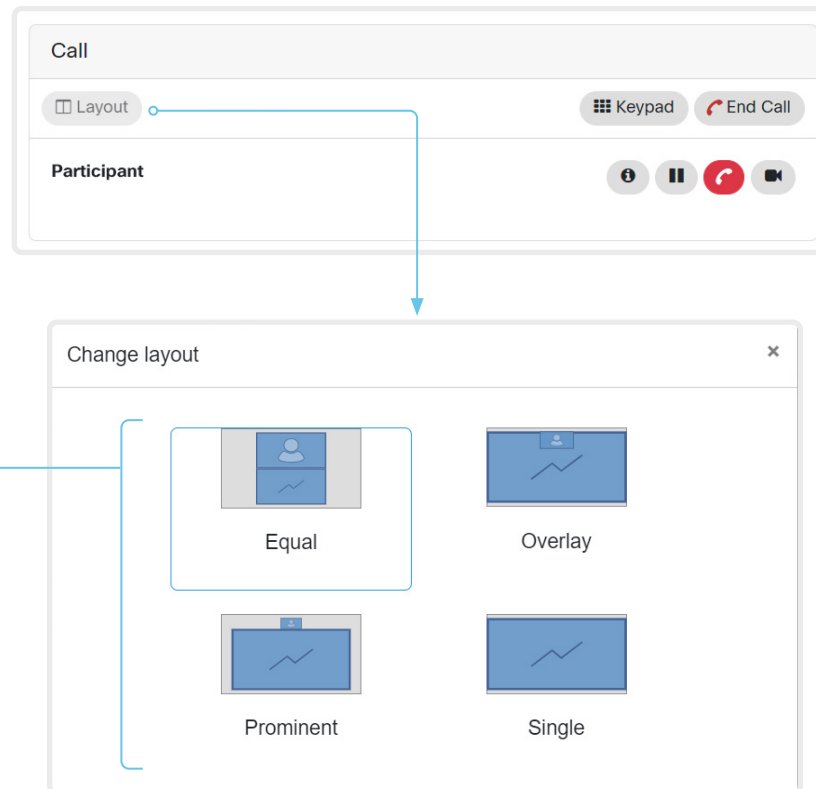 Call
Layout Keypad End Call
Participant
Change layout ×
Equal Overlay
Prominent Single